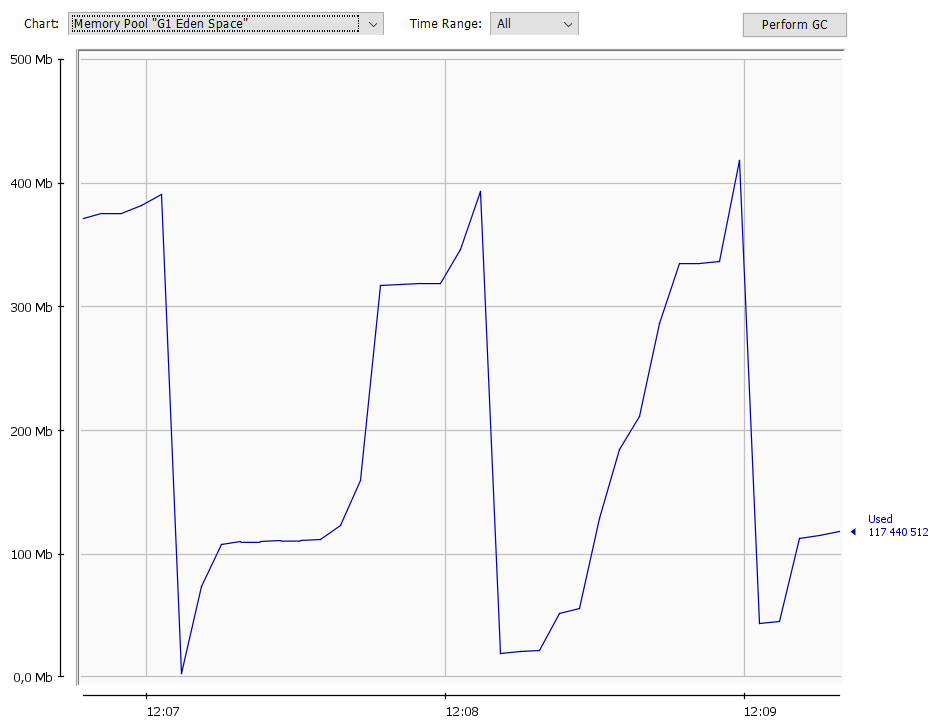 Chart: Memory Pool "G1 Eden Space" Time Range: All Perform GC
500 Mb
400 Mb
300 Mb
200 Mb
100 Mb
0,0 Mb
Used
117 440 512
12:07 12:08 12:09